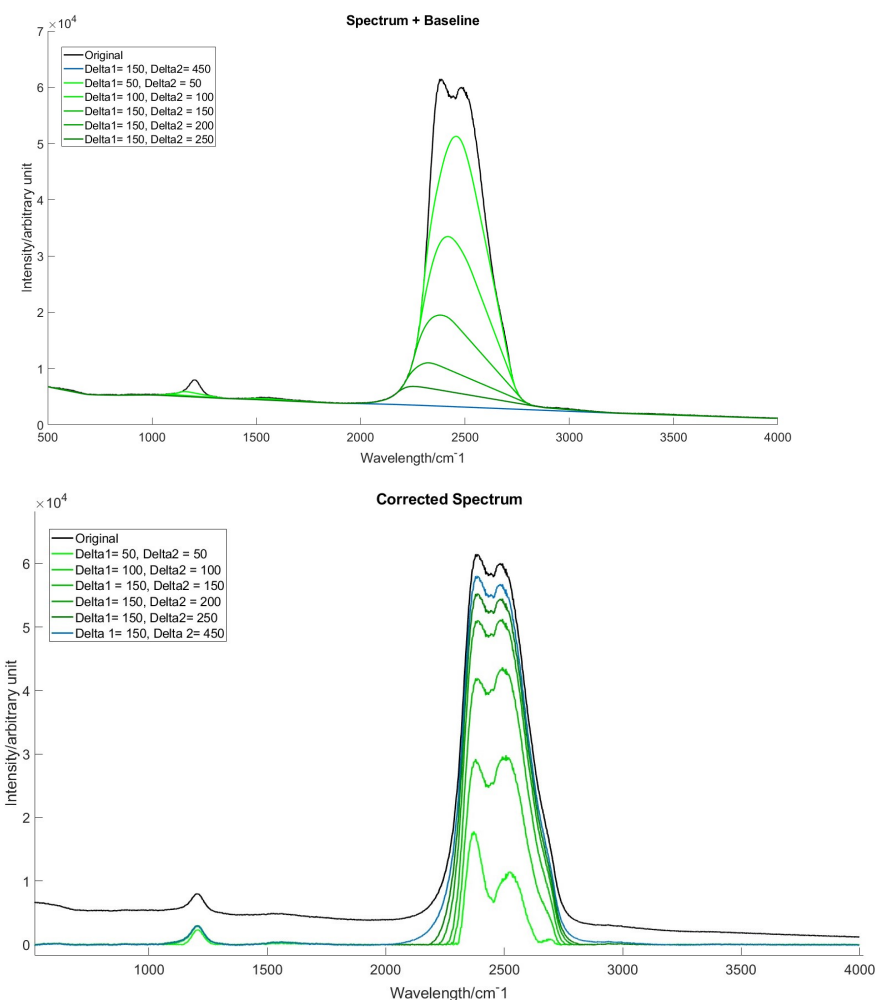 Spectrum + Baseline
×10⁴
7
6
5
4
3
2
1
0
Intensity/arbitrary unit
Original
Delta1= 150, Delta2= 450
Delta1= 50, Delta2 = 50
Delta1= 100, Delta2 = 100
Delta1= 150, Delta2 = 150
Delta1= 150, Delta2 = 200
Delta1= 150, Delta2 = 250
500 1000 1500 2000 2500 3000 3500 4000
Wavelength/cm⁻1
Corrected Spectrum
×10⁴
6
5
4
3
2
1
0
Intensity/arbitrary unit
Original
Delta1= 50, Delta2 = 50
Delta1= 100, Delta2 = 100
Delta1 = 150, Delta2 = 150
Delta1= 150, Delta2 = 200
Delta1= 150, Delta2= 250
Delta 1= 150, Delta 2= 450
1000 1500 2000 2500 3000 3500 4000
Wavelength/cm⁻1